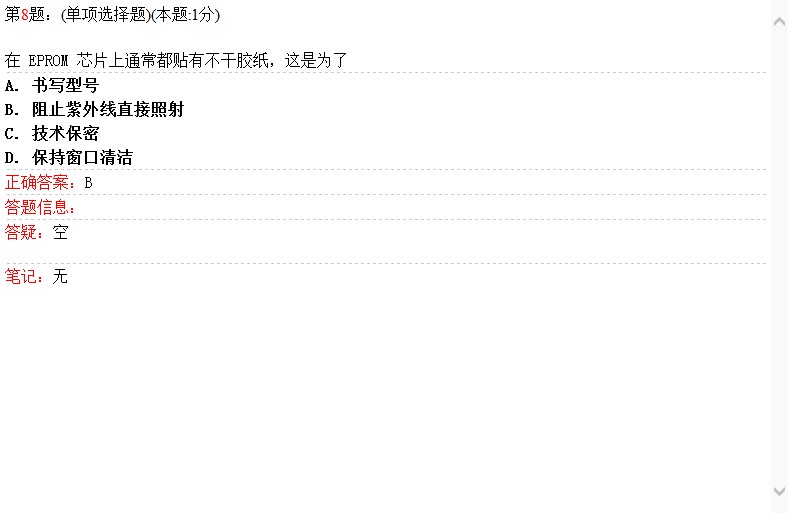 第8题：(单项选择题)(本题:1分)
在 EPROM 芯片上通常都贴有不干胶纸，这是为了
A. 书写型号
B. 阻止紫外线直接照射
C. 技术保密
D. 保持窗口清洁
正确答案：B
答题信息：
答疑：空
笔记：无